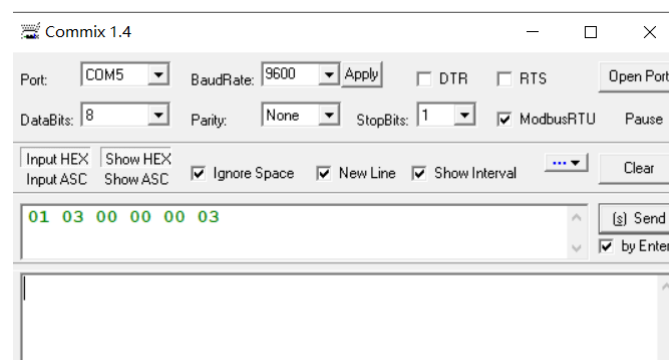 Commix 1.4
Port: COM5 BaudRate: 9600 Apply DTR RTS Open Port
DataBits: 8 Parity: None StopBits: 1 ModbusRTU Pause
Input HEX Show HEX
Input ASC Show ASC Ignore Space New Line Show Interval ... Clear
01 03 00 00 00 03 (s) Send
by Enter